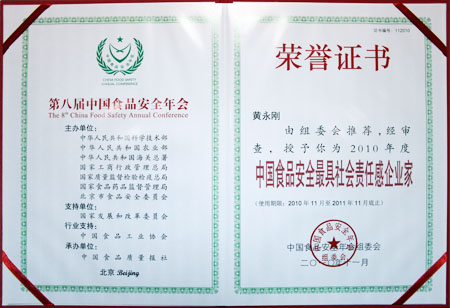 CHINA FOOD SAFETY
ANNUAL CONFERENCE
第八届中国食品安全年会
The 8th China Food Safety Annual Conference
主办单位:
中华人民共和国科学技术部
中华人民共和国农业部
中华人民共和国海关总署
国家工商行政管理总局
国家质量监督检验检疫总局
国家食品药品监督管理局
北京市食品安全委员会
支持单位:
国家发展和改革委员会
行业支持:
中国食品工业协会
承办单位:
中国食品质量报社
北京 Beijing
荣誉证书
黄永刚
由组委会推荐,经审
查,授予你为2010年度
中国食品安全最具社会责任感企业家
(使用期限: 2010年11月至2011年11月底止)
中国食品安全年会组委会
二〇一〇年十一月